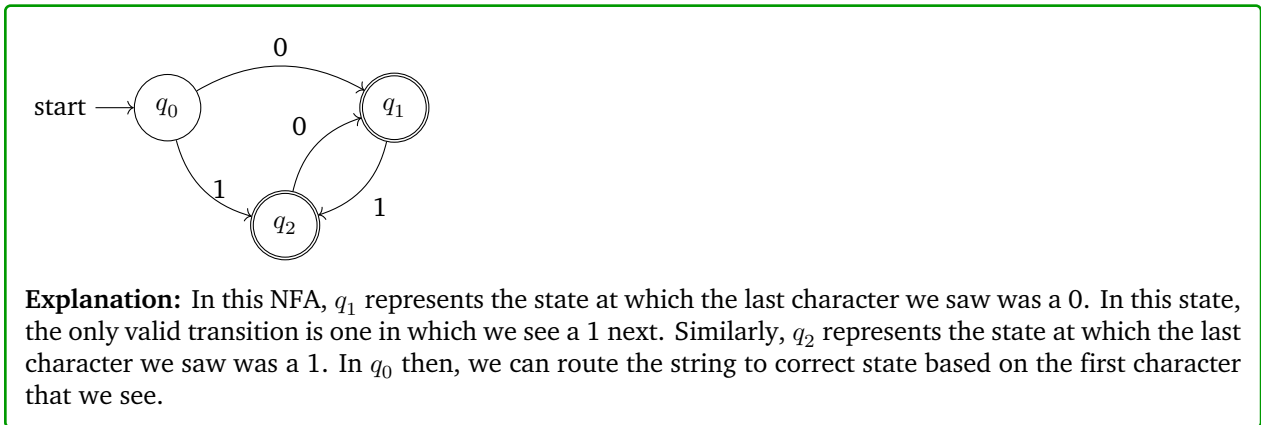 0
start q₀ q₁
0
1
1
q₂
Explanation: In this NFA, q₁ represents the state at which the last character we saw was a 0. In this state,
the only valid transition is one in which we see a 1 next. Similarly, q₂ represents the state at which the last
character we saw was a 1. In q₀ then, we can route the string to correct state based on the first character
that we see.